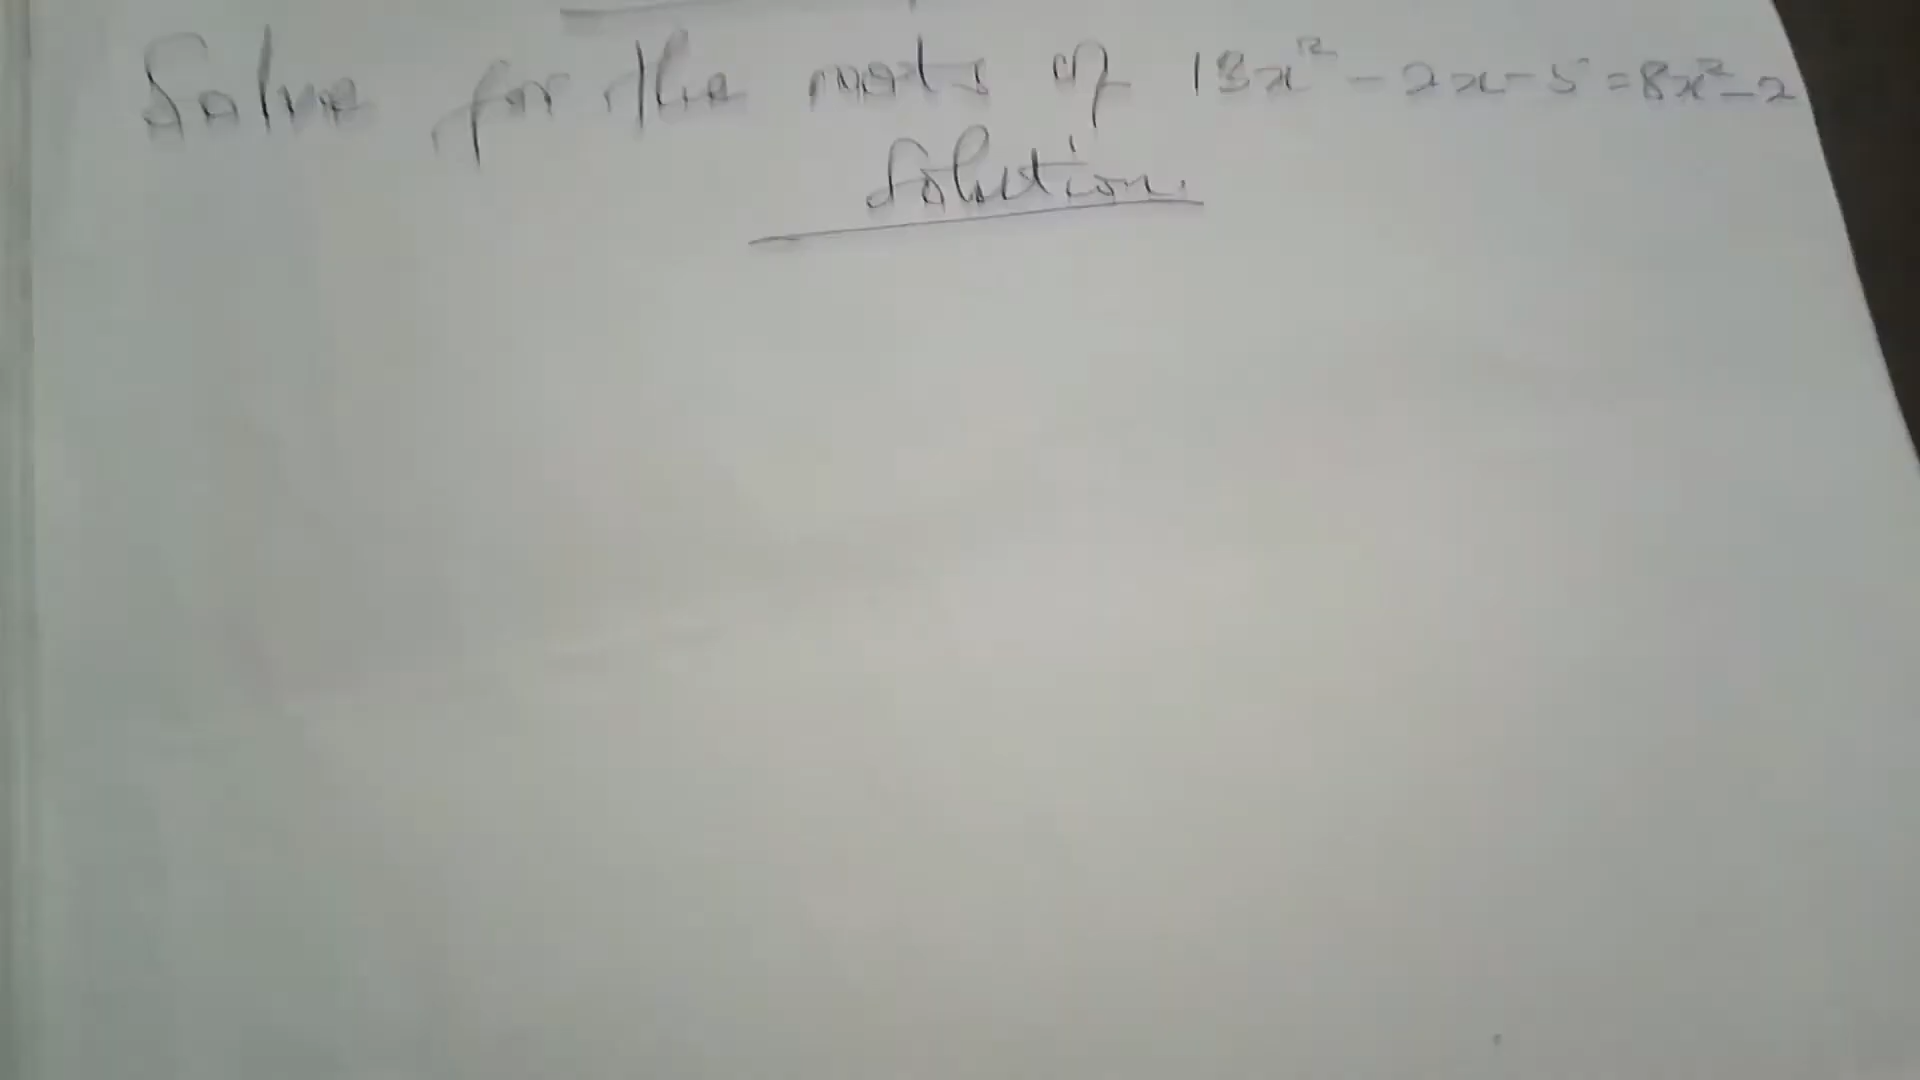 Solve for the roots of 13x² - 2x - 5 = 8x² - 2
Solution.